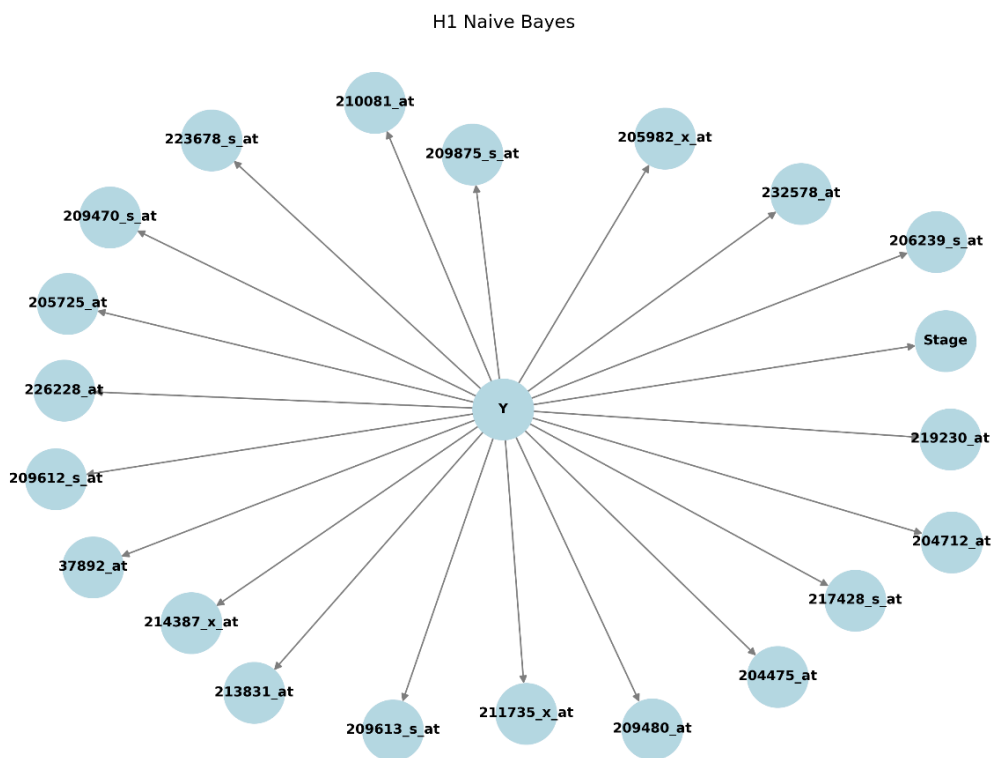 H1 Naive Bayes
210081_at
223678_s_at
205982_x_at
209875_s_at
232578_at
209470_s_at
206239_s_at
205725_at
Stage
226228_at
Y
219230_at
209612_s_at
204712_at
37892_at
217428_s_at
214387_x_at
204475_at
213831_at
211735_x_at
209613_s_at
209480_at